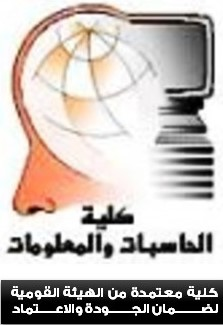 كلية
الحاسبات والمعلومات
كلية معتمدة من الهيئة القومية
لضمان الجودة والاعتماد